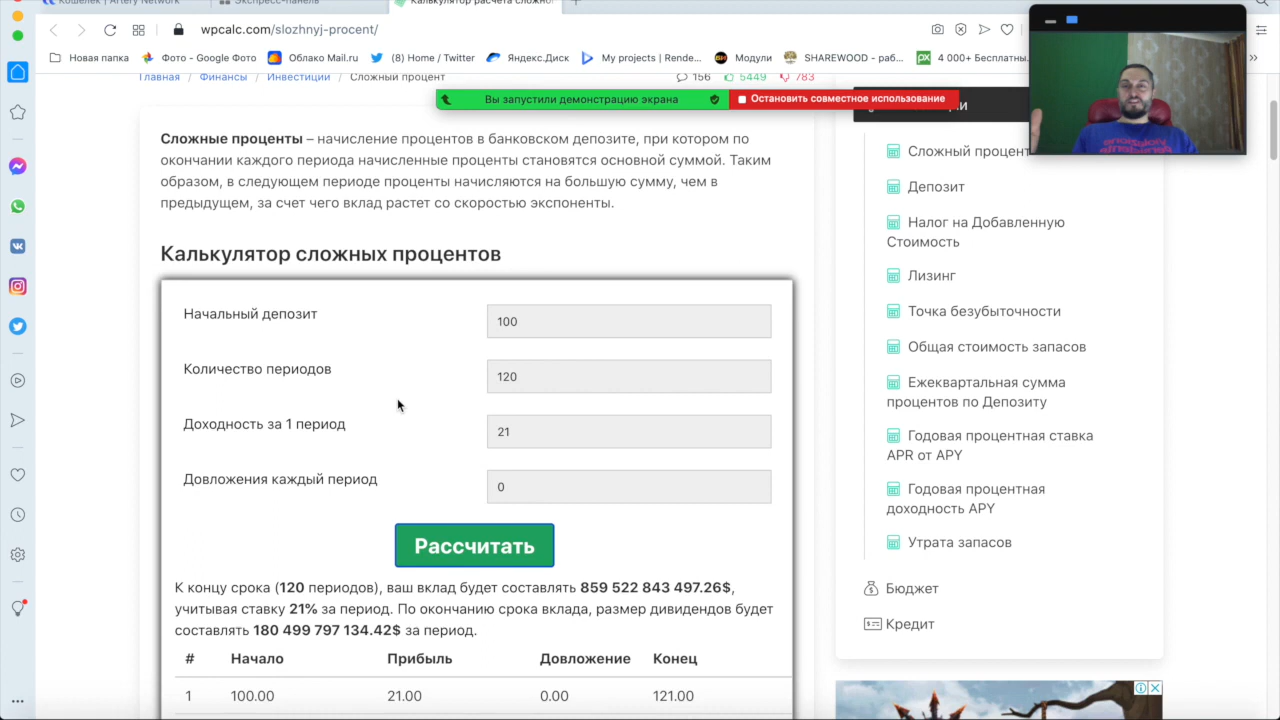 Кошелек | Artery Network
Экспресс-панель
Калькулятор расчета сложно
wpcalc.com/slozhnyj-procent/
Новая папка
Фото - Google Фото
Облако Mail.ru
(8) Home / Twitter
Яндекс.Диск
My projects | Rende...
Модули
SHAREWOOD - раб...
4 000+ Бесплатны...
Главная / Финансы / Инвестиции / Сложный процент
156 5449 783
Вы запустили демонстрацию экрана
Остановить совместное использование
Сложные проценты – начисление процентов в банковском депозите, при котором по
окончании каждого периода начисленные проценты становятся основной суммой. Таким
образом, в следующем периоде проценты начисляются на большую сумму, чем в
предыдущем, за счет чего вклад растет со скоростью экспоненты.
Калькулятор сложных процентов
Начальный депозит 100
Количество периодов 120
Доходность за 1 период 21
Довложения каждый период 0
Рассчитать
К концу срока (120 периодов), ваш вклад будет составлять 859 522 843 497.26$,
учитывая ставку 21% за период. По окончанию срока вклада, размер дивидендов будет
составлять 180 499 797 134.42$ за период.
# Начало Прибыль Довложение Конец
1 100.00 21.00 0.00 121.00
Сложный процент
Депозит
Налог на Добавленную
Стоимость
Лизинг
Точка безубыточности
Общая стоимость запасов
Ежеквартальная сумма
процентов по Депозиту
Годовая процентная ставка
APR от APY
Годовая процентная
доходность APY
Утрата запасов
Бюджет
Кредит